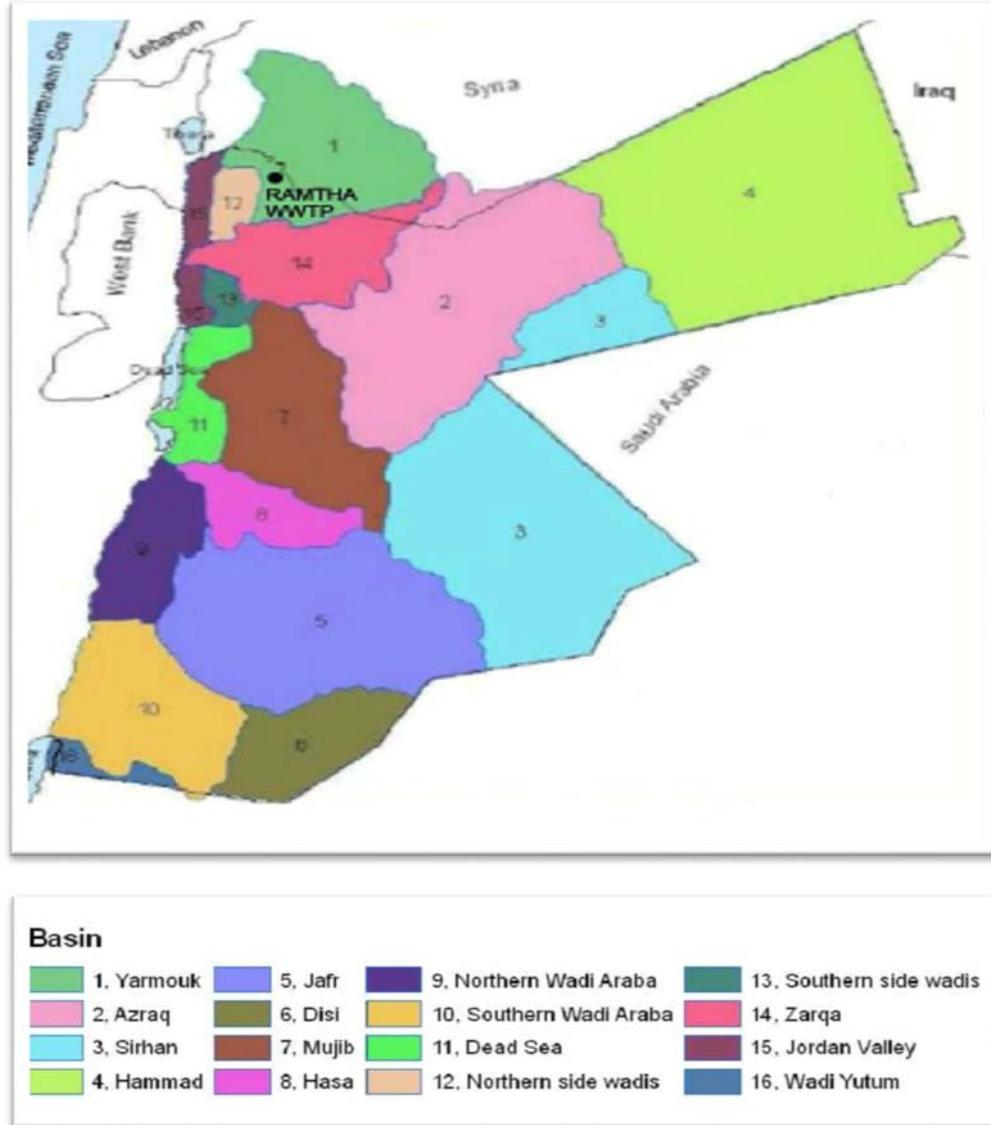 Lebanon
Syria
Iraq
1
4
RAMTHA
WWTP
12
15
West Bank
14
2
13
3
15
Dead Sea
Saudi Arabia
11
7
8
3
9
5
10
6
16
Basin
1, Yarmouk 5, Jafr 9, Northern Wadi Araba 13, Southern side wadis
2, Azraq 6, Disi 10, Southern Wadi Araba 14, Zarqa
3, Sirhan 7, Mujib 11, Dead Sea 15, Jordan Valley
4, Hammad 8, Hasa 12, Northern side wadis 16, Wadi Yutum